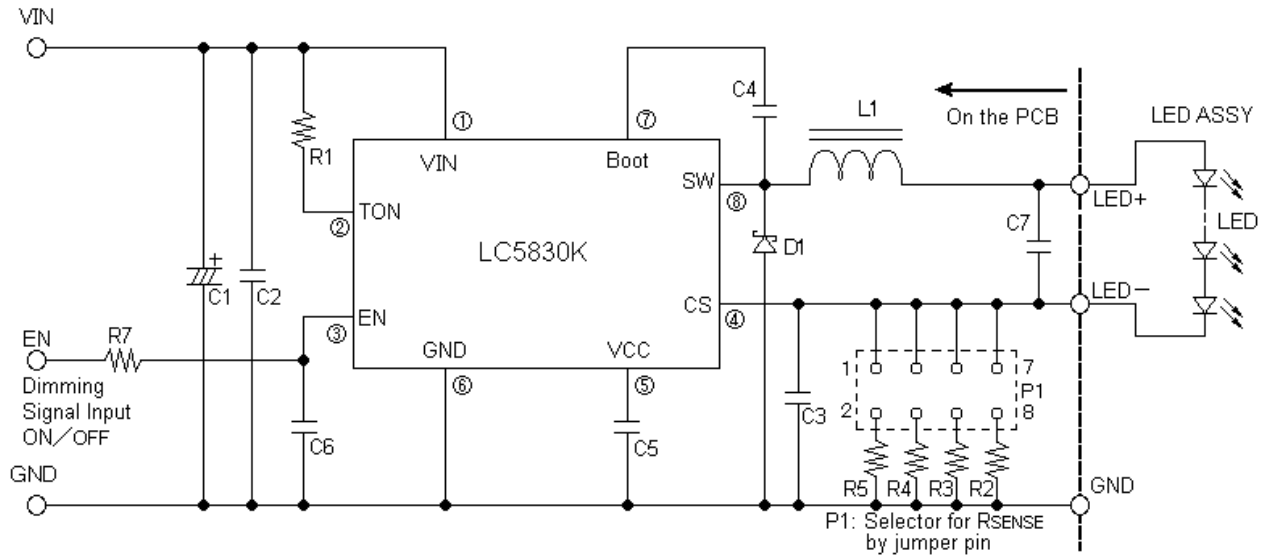 VIN
C4
L1
On the PCB
LED ASSY
①
⑦
R1
VIN
Boot
SW
⑧
LED+
②
TON
C7
LED
LC5830K
D1
+
C1
C2
LED−
EN
R7
③
EN
CS
④
GND
VCC
1
7
Dimming
Signal Input
ON/OFF
⑥
⑤
P1
C3
2
8
C6
C5
GND
R5
R4
R3
R2
GND
P1: Selector for RSENSE
by jumper pin